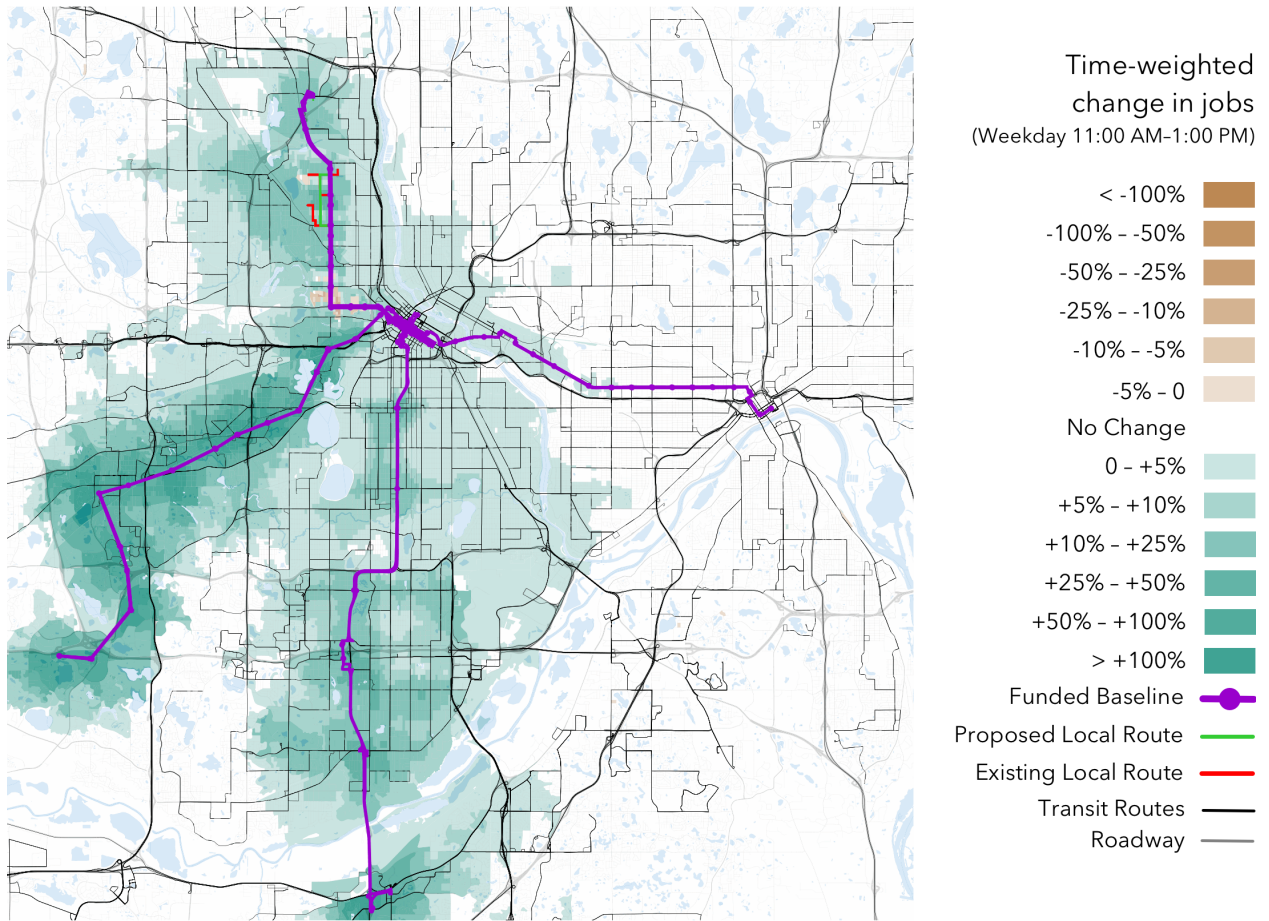 Time-weighted
change in jobs
(Weekday 11:00 AM–1:00 PM)
< -100%
-100% – -50%
-50% – -25%
-25% – -10%
-10% – -5%
-5% – 0
No Change
0 – +5%
+5% – +10%
+10% – +25%
+25% – +50%
+50% – +100%
> +100%
Funded Baseline
Proposed Local Route
Existing Local Route
Transit Routes
Roadway